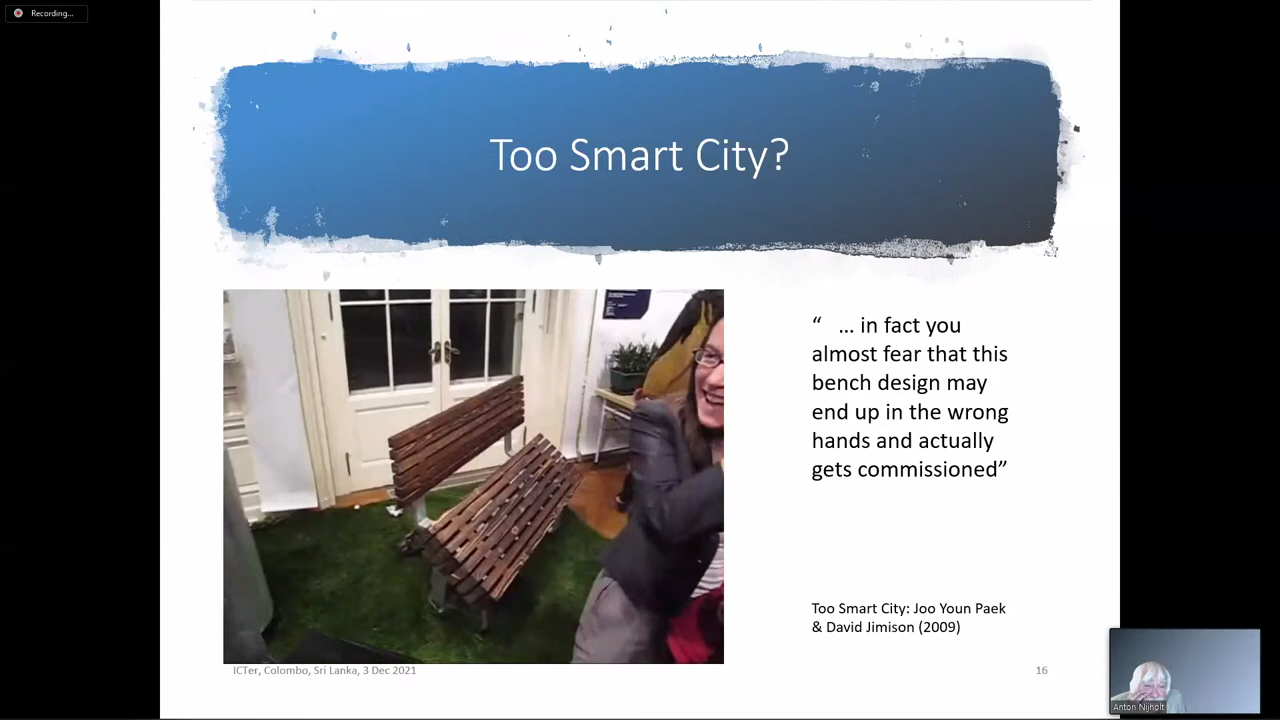 Recording...
Too Smart City?
“ ... in fact you
almost fear that this
bench design may
end up in the wrong
hands and actually
gets commissioned”
Too Smart City: Joo Youn Paek
& David Jimison (2009)
ICTer, Colombo, Sri Lanka, 3 Dec 2021
16
Anton Nijholt